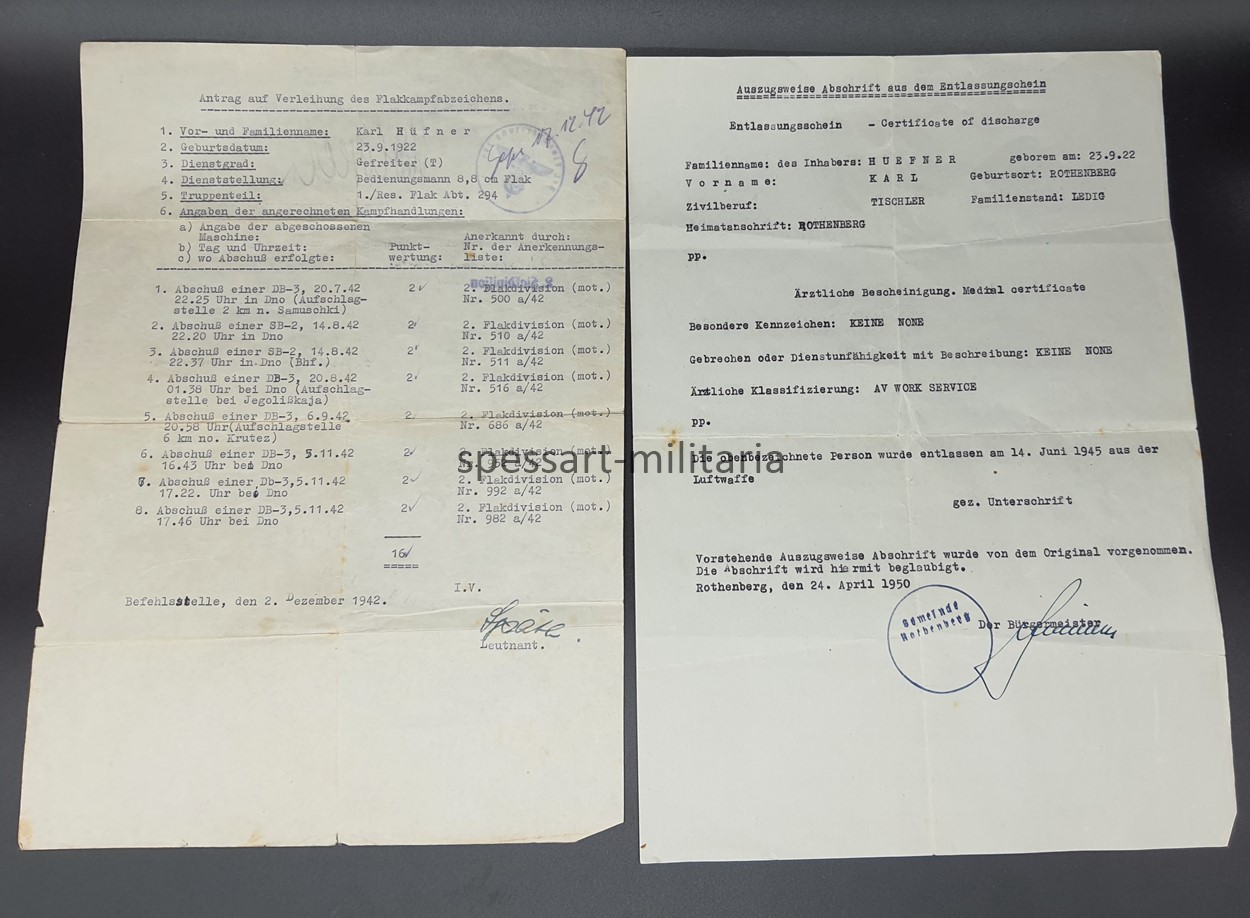 Antrag auf Verleihung des Flakkampfabzeichens.
17.12.42
1. Vor- und Familienname: Karl Hüfner
2. Geburtsdatum: 23.9.1922
3. Dienstgrad: Gefreiter (T)
4. Dienststellung: Bedienungsmann 8,8 cm Flak
5. Truppenteil: 1./Res. Flak Abt. 294
6. Angaben der angerechneten Kampfhandlungen:
a) Angabe der abgeschossenen Maschine:
b) Tag und Uhrzeit:
c) wo Abschuß erfolgte:
Punkt-
wertung:
Anerkannt durch:
Nr. der Anerkennungs-
liste:
1. Abschuß einer DB-3, 20.7.42 2 2. Flakdivision (mot.)
22.25 Uhr in Dno (Aufschlag- Nr. 500 a/42
stelle 2 km n. Samuschki)
2. Abschuß einer SB-2, 14.8.42 2 2. Flakdivision (mot.)
22.20 Uhr in Dno Nr. 510 a/42
3. Abschuß einer SB-2, 14.8.42 2 2. Flakdivision (mot.)
22.37 Uhr in Dno (Bhf.) Nr. 511 a/42
4. Abschuß einer DB-3, 20.8.42 2 2. Flakdivision (mot.)
01.38 Uhr bei Dno (Aufschlag- Nr. 516 a/42
stelle bei Jegolißkaja)
5. Abschuß einer DB-3, 6.9.42 2 2. Flakdivision (mot.)
20.58 Uhr(Aufschlagstelle Nr. 686 a/42
6 km no. Krutez)
6. Abschuß einer DB-3, 5.11.42 2 2. Flakdivision (mot.)
16.43 Uhr bei Dno Nr. a/42
7. Abschuß einer Db-3,5.11.42 2 2. Flakdivision (mot.)
17.22. Uhr bei Dno Nr. 992 a/42
8. Abschuß einer DB-3,5.11.42 2 2. Flakdivision (mot.)
17.46 Uhr bei Dno Nr. 982 a/42
16
I.V.
Befehlsstelle, den 2. Dezember 1942.
Leutnant.
Auszugsweise Abschrift aus dem Entlassungschein
Entlassungsschein - Certificate of discharge
Familienname: des Inhabers: HUEFNER geborem am: 23.9.22
Vorname: KARL Geburtsort: ROTHENBERG
Zivilberuf: TISCHLER Familienstand: LEDIG
Heimatanschrift: ROTHENBERG
pp.
Ärztliche Bescheinigung. Medial certificate
Besondere Kennzeichen: KEINE NONE
Gebrechen oder Dienstunfähigkeit mit Beschreibung: KEINE NONE
Ärztliche Klassifizierung: AV WORK SERVICE
pp.
Die obenbezeichnete Person wurde entlassen am 14. Juni 1945 aus der
Luftwaffe
gez. Unterschrift
Vorstehende Auszugsweise Abschrift wurde von dem Original vorgenommen.
Die Abschrift wird hiermit beglaubigt.
Rothenberg, den 24. April 1950
Gemeinde
Rothenberg
Der Bürgermeister
spessart-militaria